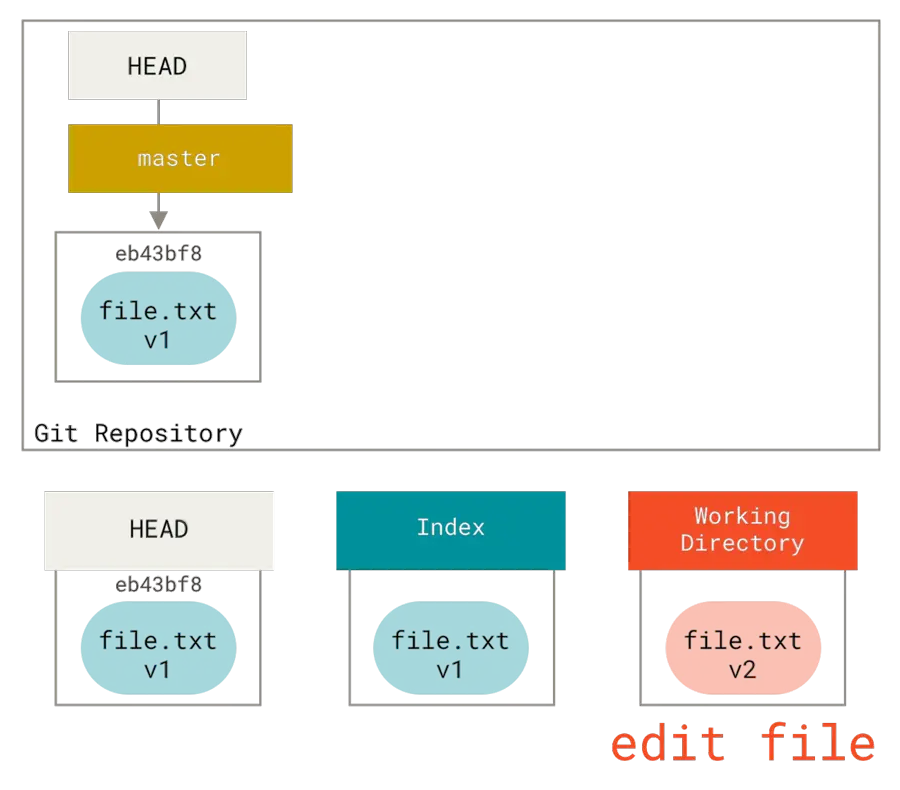 HEAD
master
eb43bf8
file.txt
v1
Git Repository
HEAD
eb43bf8
file.txt
v1
Index
file.txt
v1
Working
Directory
file.txt
v2
edit file